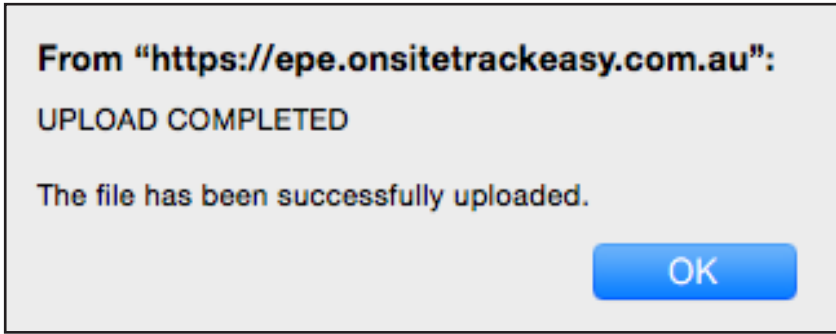 From “https://epe.onsitetrackeasy.com.au”:
UPLOAD COMPLETED
The file has been successfully uploaded.
OK